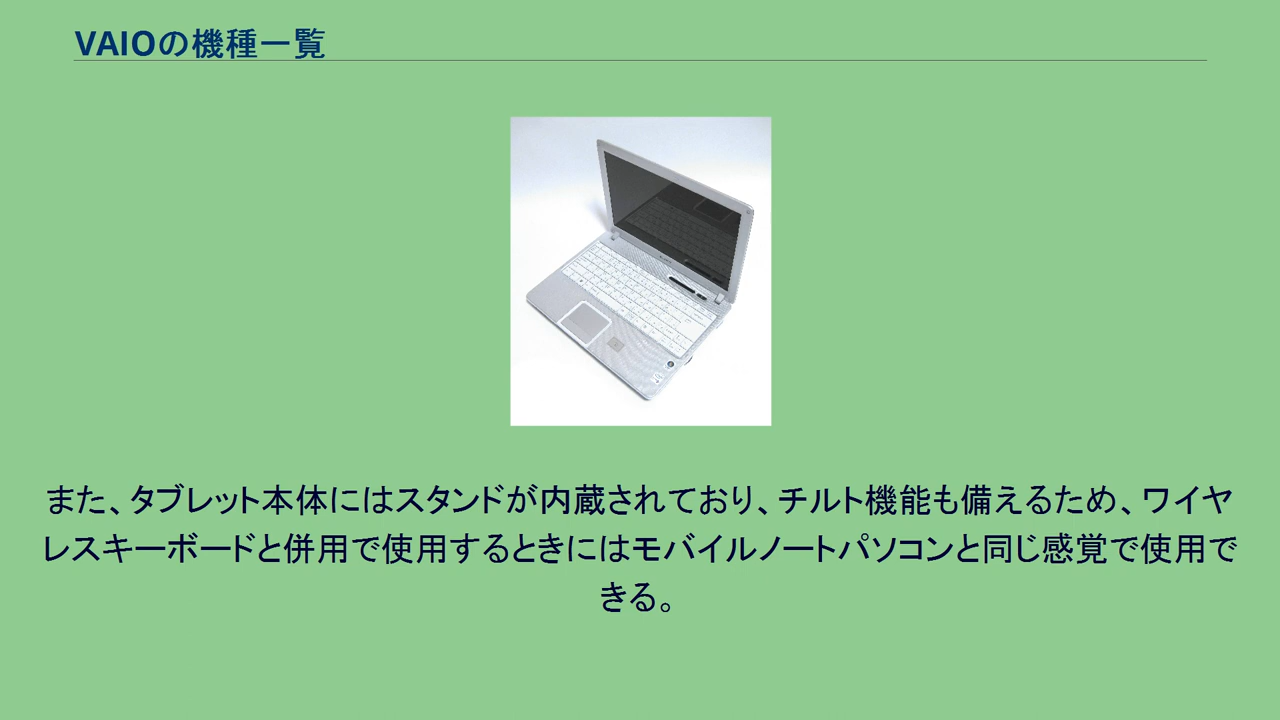 VAIOの機種一覧
また、タブレット本体にはスタンドが内蔵されており、チルト機能も備えるため、ワイヤ
レスキーボードと併用で使用するときにはモバイルノートパソコンと同じ感覚で使用で
きる。